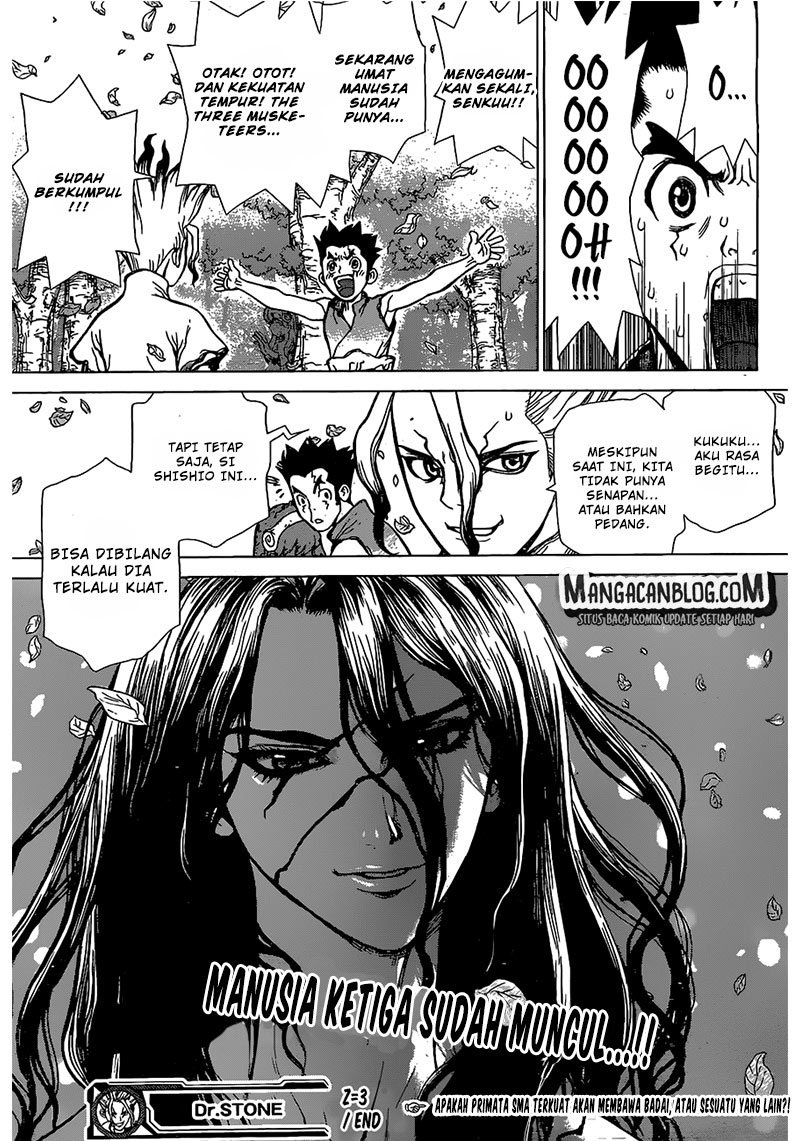 O...
OO
OO
OO
OO
OH
!!!
MENGAGUM-
KAN SEKALI,
SENKUU!!
SEKARANG
UMAT
MANUSIA
SUDAH
PUNYA...
OTAK! OTOT!
DAN KEKUATAN
TEMPUR! THE
THREE MUSKE-
TEERS...
SUDAH
BERKUMPUL
!!!
KUKUKU...
AKU RASA
BEGITU...
MESKIPUN
SAAT INI, KITA
TIDAK PUNYA
SENAPAN...
ATAU BAHKAN
PEDANG.
TAPI TETAP
SAJA, SI
SHISHIO INI...
BISA DIBILANG
KALAU DIA
TERLALU KUAT.
MANGACANBLOG.COM
SITUS BACA KOMIK UPDATE SETIAP HARI
MANUSIA KETIGA SUDAH MUNCUL...!!
Dr.STONE
Z=3
/ END
☞ APAKAH PRIMATA SMA TERKUAT AKAN MEMBAWA BADAI, ATAU SESUATU YANG LAIN?!